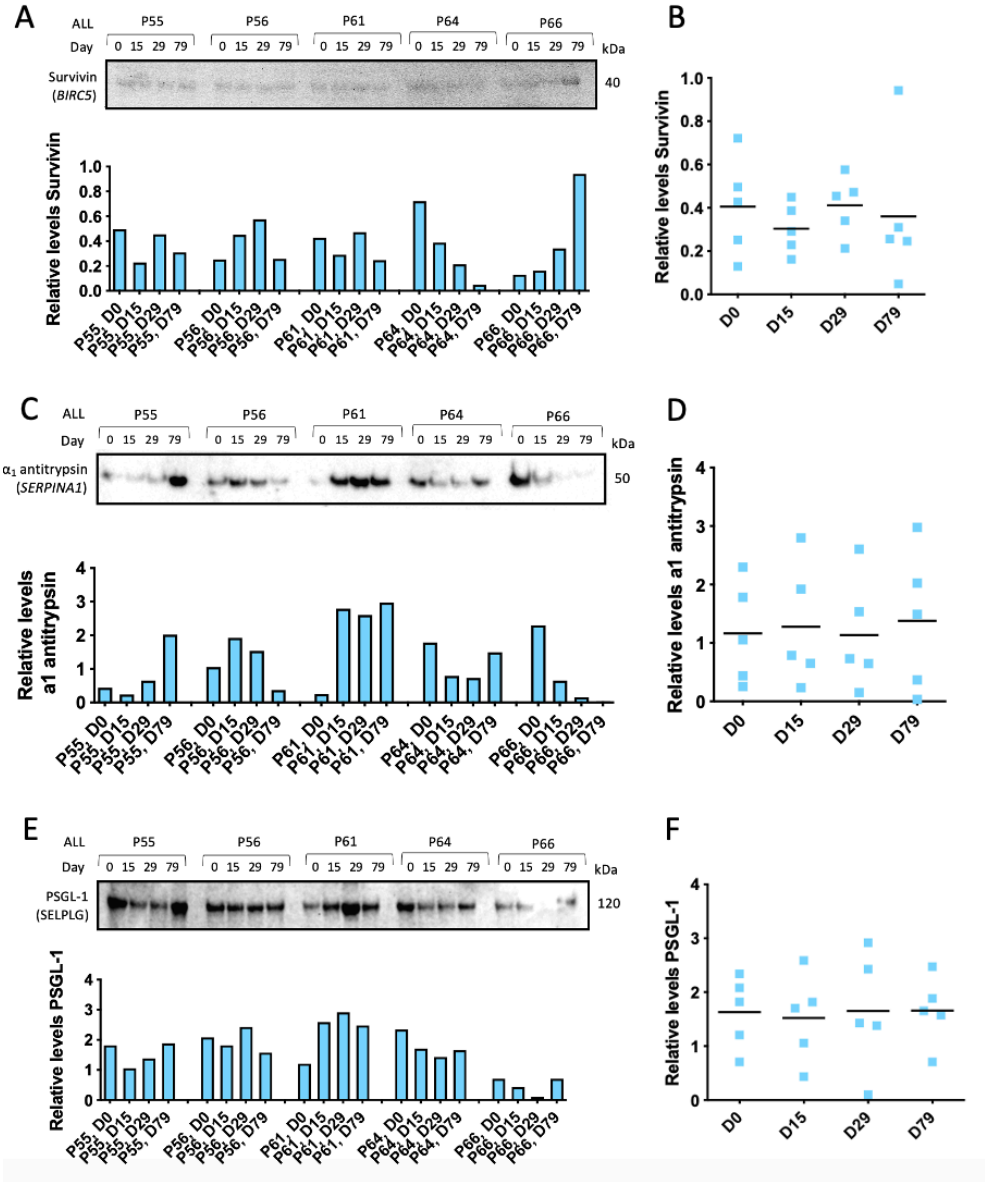 A
ALL P55 P56 P61 P64 P66
Day 0 15 29 79 0 15 29 79 0 15 29 79 0 15 29 79 0 15 29 79 kDa
Survivin
(BIRC5)
40
Relative levels Survivin
1.0
0.8
0.6
0.4
0.2
0.0
P55, D0
P55, D15
P55, D29
P55, D79
P56, D0
P56, D15
P56, D29
P56, D79
P61, D0
P61, D15
P61, D29
P61, D79
P64, D0
P64, D15
P64, D29
P64, D79
P66, D0
P66, D15
P66, D29
P66, D79
B
Relative levels Survivin
1.0
0.8
0.6
0.4
0.2
0.0
D0 D15 D29 D79
C
ALL P55 P56 P61 P64 P66
Day 0 15 29 79 0 15 29 79 0 15 29 79 0 15 29 79 0 15 29 79 kDa
α₁ antitrypsin
(SERPINA1)
50
Relative levels
a1 antitrypsin
4
3
2
1
0
P55, D0
P55, D15
P55, D29
P55, D79
P56, D0
P56, D15
P56, D29
P56, D79
P61, D0
P61, D15
P61, D29
P61, D79
P64, D0
P64, D15
P64, D29
P64, D79
P66, D0
P66, D15
P66, D29
P66, D79
D
Relative levels a1 antitrypsin
4
3
2
1
0
D0 D15 D29 D79
E
ALL P55 P56 P61 P64 P66
Day 0 15 29 79 0 15 29 79 0 15 29 79 0 15 29 79 0 15 29 79 kDa
PSGL-1
(SELPLG)
120
Relative levels PSGL-1
4
3
2
1
0
P55, D0
P55, D15
P55, D29
P55, D79
P56, D0
P56, D15
P56, D29
P56, D79
P61, D0
P61, D15
P61, D29
P61, D79
P64, D0
P64, D15
P64, D29
P64, D79
P66, D0
P66, D15
P66, D29
P66, D79
F
Relative levels PSGL-1
4
3
2
1
0
D0 D15 D29 D79